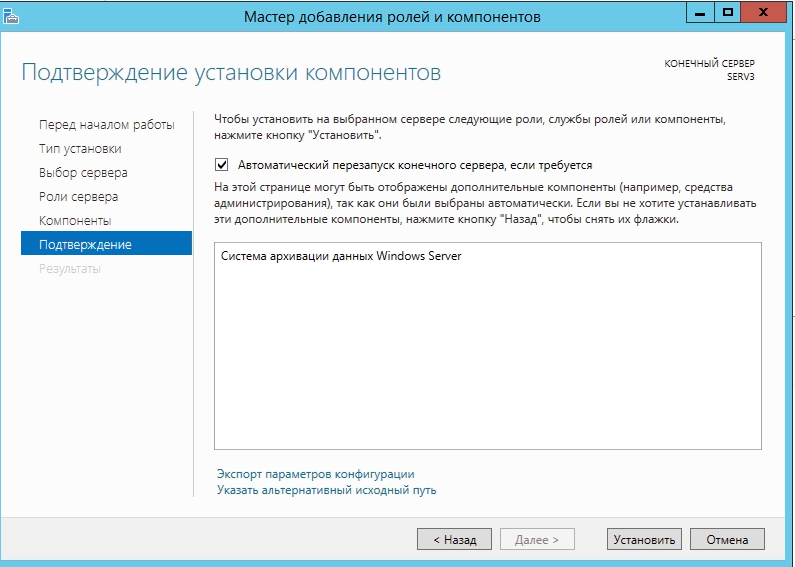 Мастер добавления ролей и компонентов
Подтверждение установки компонентов
КОНЕЧНЫЙ СЕРВЕР
SERV3
Перед началом работы
Тип установки
Выбор сервера
Роли сервера
Компоненты
Подтверждение
Результаты
Чтобы установить на выбранном сервере следующие роли, службы ролей или компоненты,
нажмите кнопку "Установить".
Автоматический перезапуск конечного сервера, если требуется
На этой странице могут быть отображены дополнительные компоненты (например, средства
администрирования), так как они были выбраны автоматически. Если вы не хотите устанавливать
эти дополнительные компоненты, нажмите кнопку "Назад", чтобы снять их флажки.
Система архивации данных Windows Server
Экспорт параметров конфигурации
Указать альтернативный исходный путь
< Назад
Далее >
Установить
Отмена